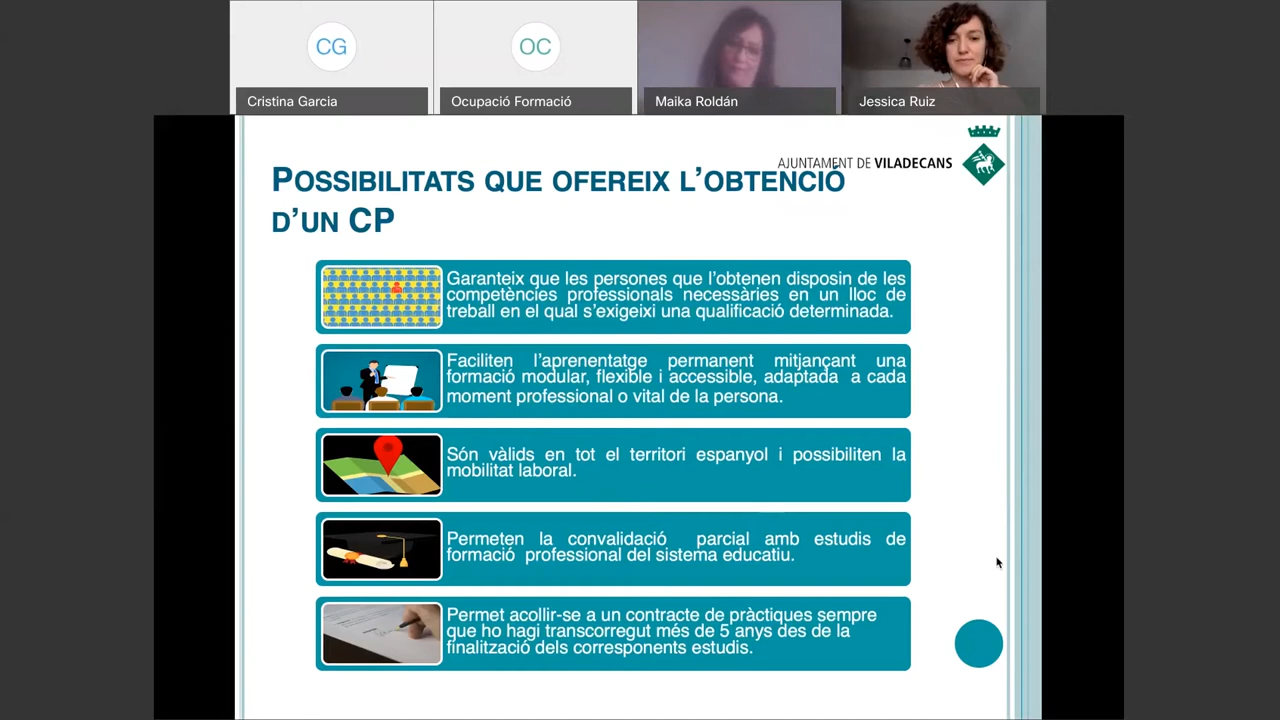 CG
OC
Cristina Garcia
Ocupació Formació
Maika Roldán
Jessica Ruiz
AJUNTAMENT DE VILADECANS
POSSIBILITATS QUE OFEREIX L’OBTENCIÓ
D’UN CP
Garanteix que les persones que l’obtenen disposin de les
competències professionals necessàries en un lloc de
treball en el qual s’exigeixi una qualificació determinada.
Faciliten l’aprenentatge permanent mitjançant una
formació modular, flexible i accessible, adaptada a cada
moment professional o vital de la persona.
Són vàlids en tot el territori espanyol i possibiliten la
mobilitat laboral.
Permeten la convalidació parcial amb estudis de
formació professional del sistema educatiu.
Permet acollir-se a un contracte de pràctiques sempre
que ho hagi transcorregut més de 5 anys des de la
finalització dels corresponents estudis.